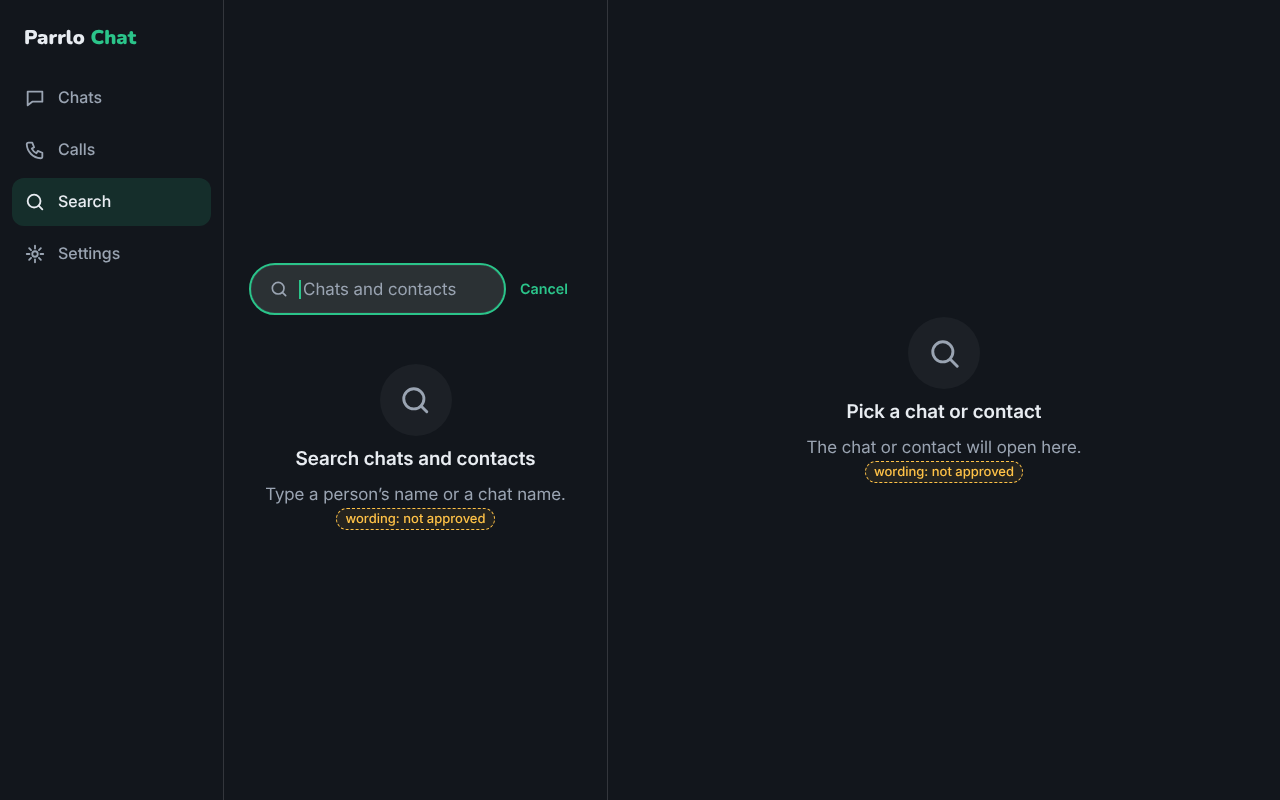 Parrlo Chat
Chats
Calls
Search
Settings
Chats and contacts
Cancel
Search chats and contacts
Type a person’s name or a chat name.
wording: not approved
Pick a chat or contact
The chat or contact will open here.
wording: not approved